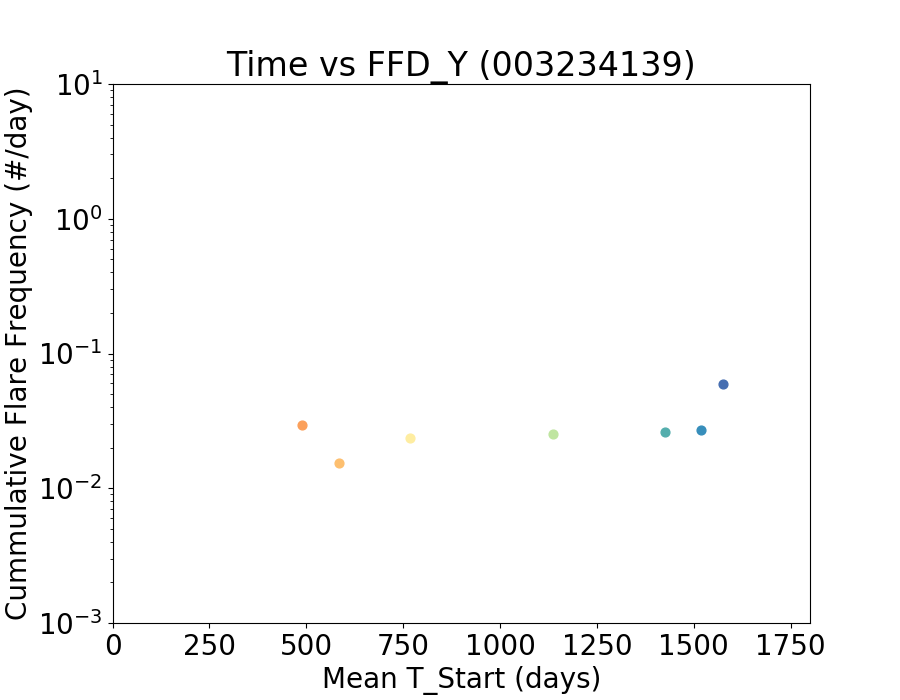 Time vs FFD_Y (003234139)
Cummulative Flare Frequency (#/day)
10¹
10⁰
10⁻¹
10⁻²
10⁻³
0 250 500 750 1000 1250 1500 1750
Mean T_Start (days)